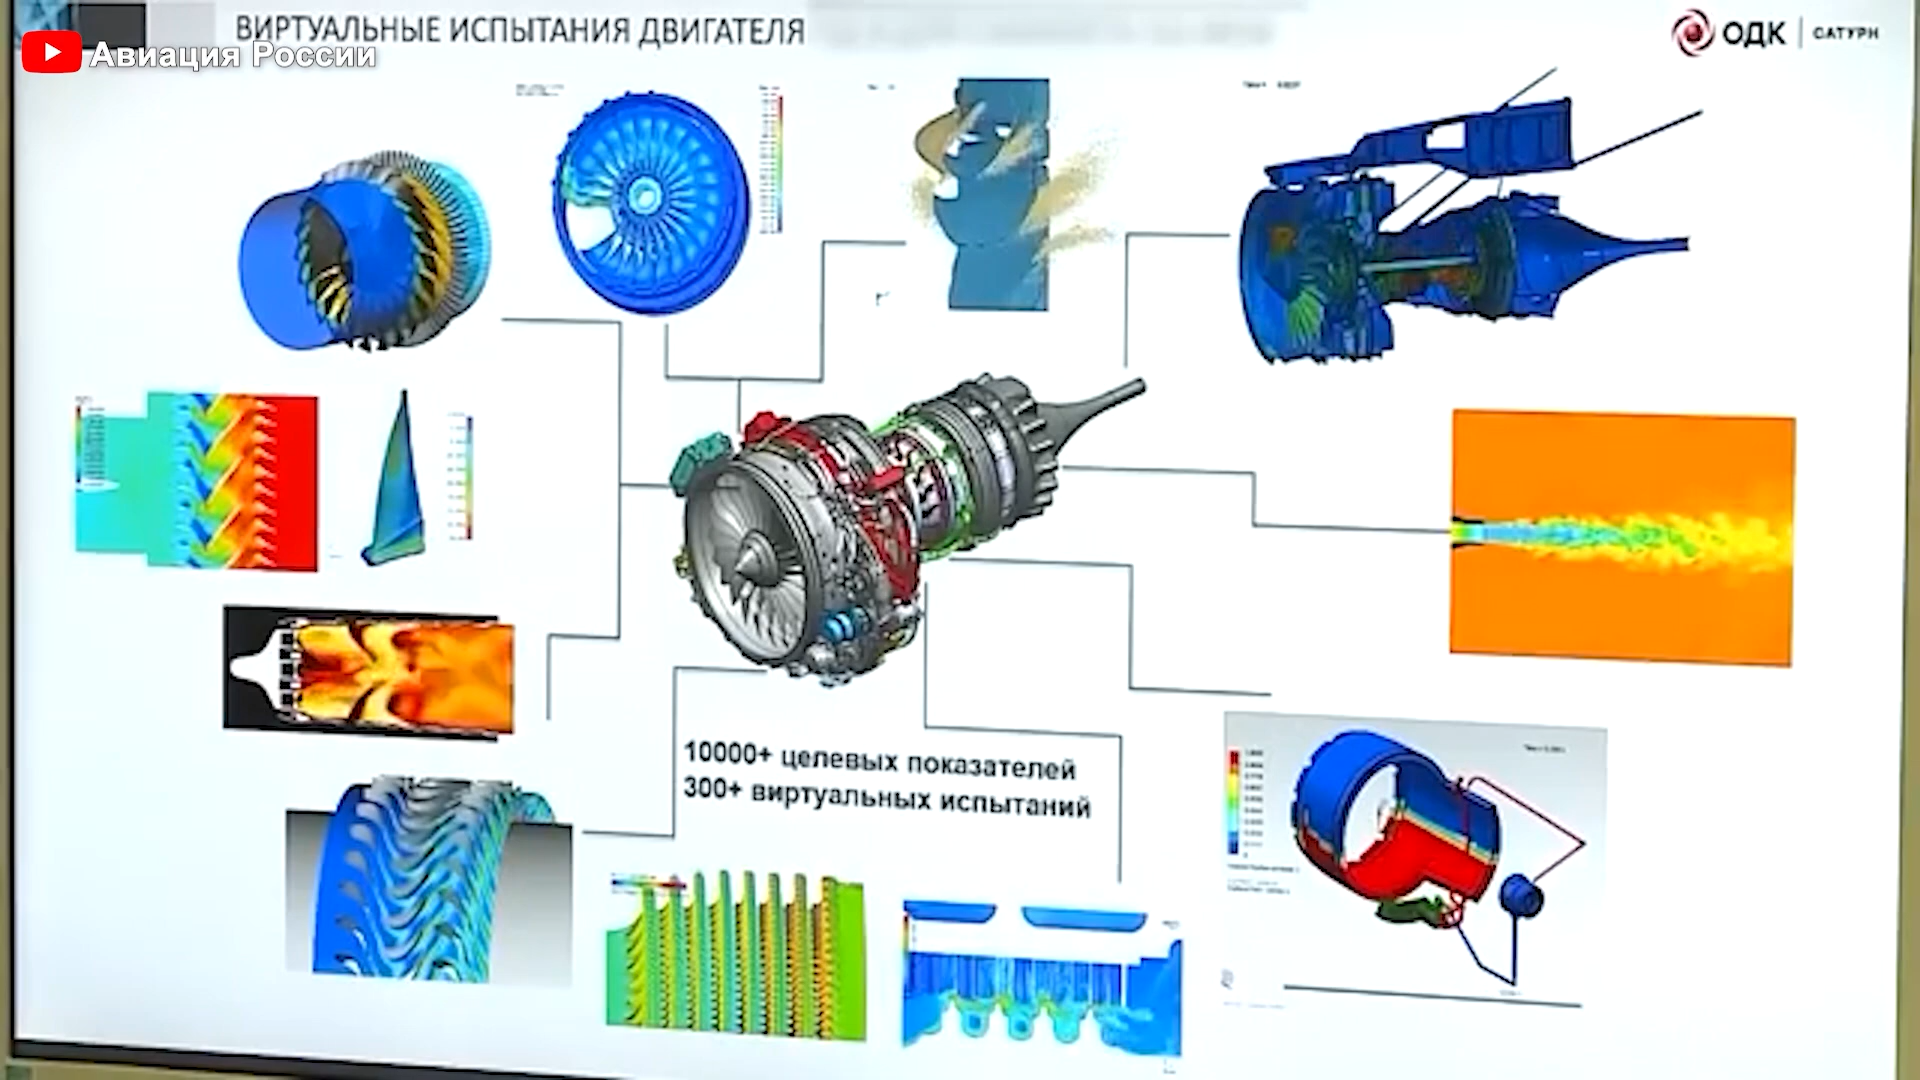 ВИРТУАЛЬНЫЕ ИСПЫТАНИЯ ДВИГАТЕЛЯ
Авиация России
ОДК | САТУРН
10000+ целевых показателей
300+ виртуальных испытаний